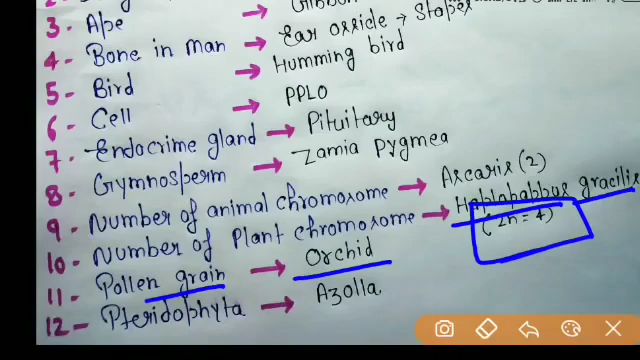 3 - Ape → Gibbon
4 - Bone in man → Ear ossicle → Stapes
5 - Bird → Humming bird
6 - Cell → PPLO
7 - Endocrime gland → Pituitary
8 - Gymnosperm → Zamia Pygmea
9 - Number of animal chromosome → Ascaris (2)
10 - Number of Plant chromosome → Haplapappus gracilis
(2n = 4)
11 - Pollen grain → Orchid
12 - Pteridophyta → Azolla